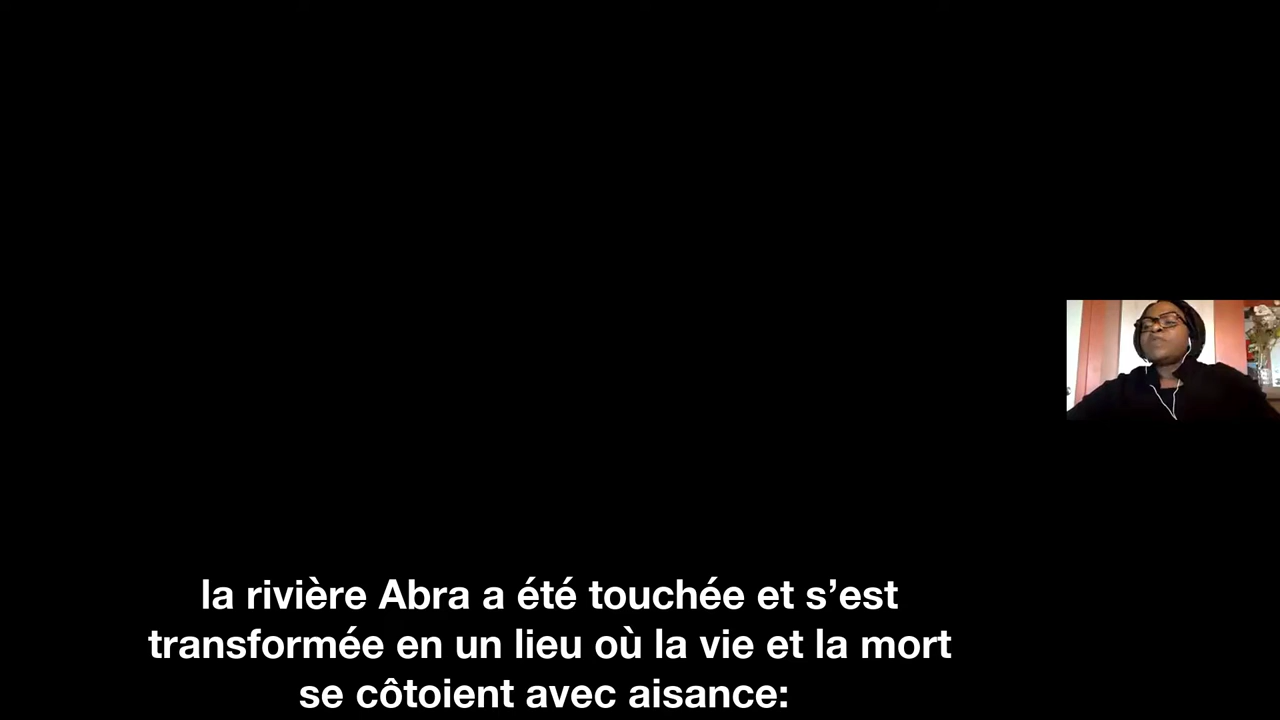 la rivière Abra a été touchée et s’est
transformée en un lieu où la vie et la mort
se côtoient avec aisance: